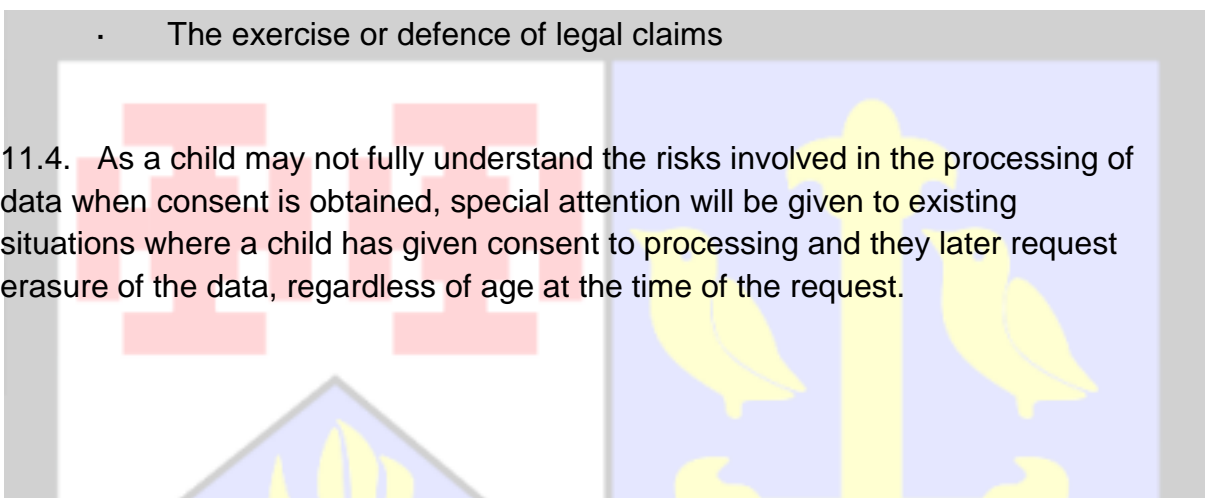 · The exercise or defence of legal claims
11.4. As a child may not fully understand the risks involved in the processing of
data when consent is obtained, special attention will be given to existing
situations where a child has given consent to processing and they later request
erasure of the data, regardless of age at the time of the request.